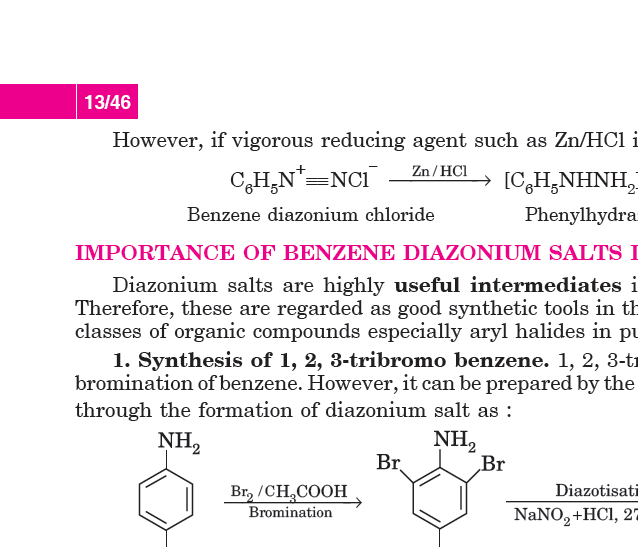 13/46
However, if vigorous reducing agent such as Zn/HCl
C₆H₅N⁺≡NCl⁻ —Zn/HCl→ [C₆H₅NHNH₂
Benzene diazonium chloride Phenylhydra
IMPORTANCE OF BENZENE DIAZONIUM SALTS
Diazonium salts are highly useful intermediates
Therefore, these are regarded as good synthetic tools in th
classes of organic compounds especially aryl halides in pu
1. Synthesis of 1, 2, 3-tribromo benzene. 1, 2, 3-t
bromination of benzene. However, it can be prepared by the
through the formation of diazonium salt as :
NH₂ NH₂
Br Br
Br₂/CH₃COOH Diazotisati
Bromination NaNO₂+HCl, 27